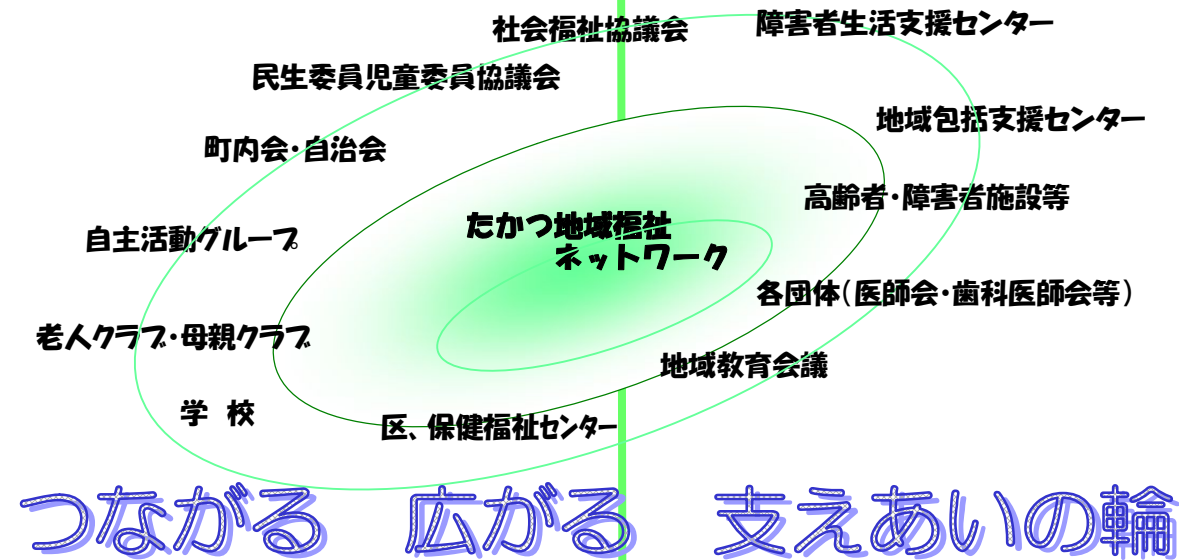 社会福祉協議会
障害者生活支援センター
民生委員児童委員協議会
地域包括支援センター
町内会・自治会
高齢者・障害者施設等
自主活動グループ
たかつ地域福祉
ネットワーク
各団体（医師会・歯科医師会等）
老人クラブ・母親クラブ
地域教育会議
学　校
区、保健福祉センター
つながる　広がる　支えあいの輪